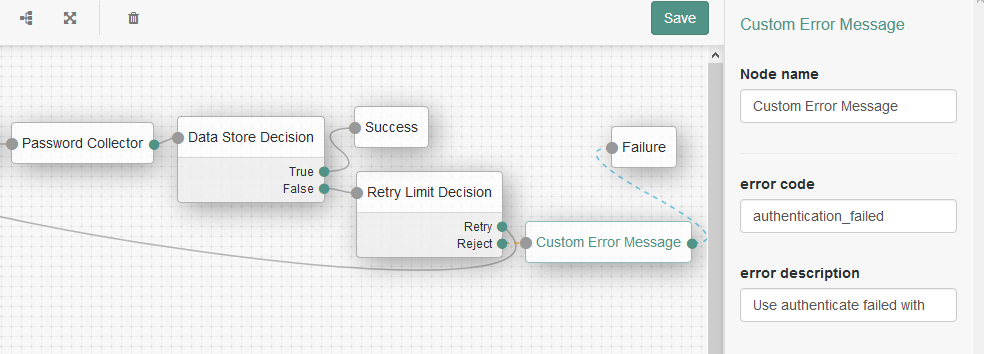 Save
Password Collector
Data Store Decision
True
False
Success
Retry Limit Decision
Retry
Reject
Failure
Custom Error Message
Custom Error Message
Node name
Custom Error Message
error code
authentication_failed
error description
Use authenticate failed with